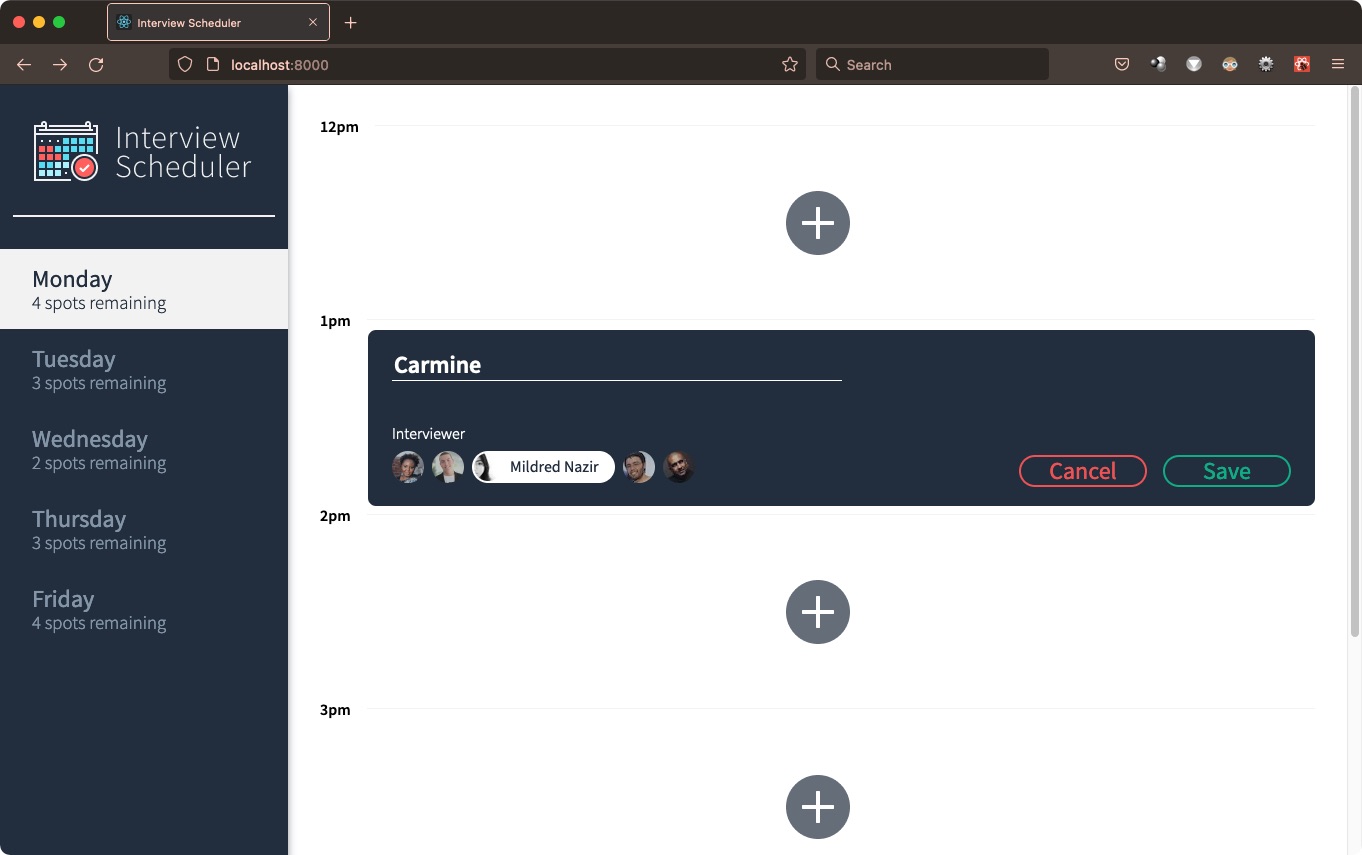 Interview Scheduler
localhost:8000
Search
Interview
Scheduler
Monday
4 spots remaining
Tuesday
3 spots remaining
Wednesday
2 spots remaining
Thursday
3 spots remaining
Friday
4 spots remaining
12pm
1pm
Carmine
Interviewer
Mildred Nazir
Cancel
Save
2pm
3pm